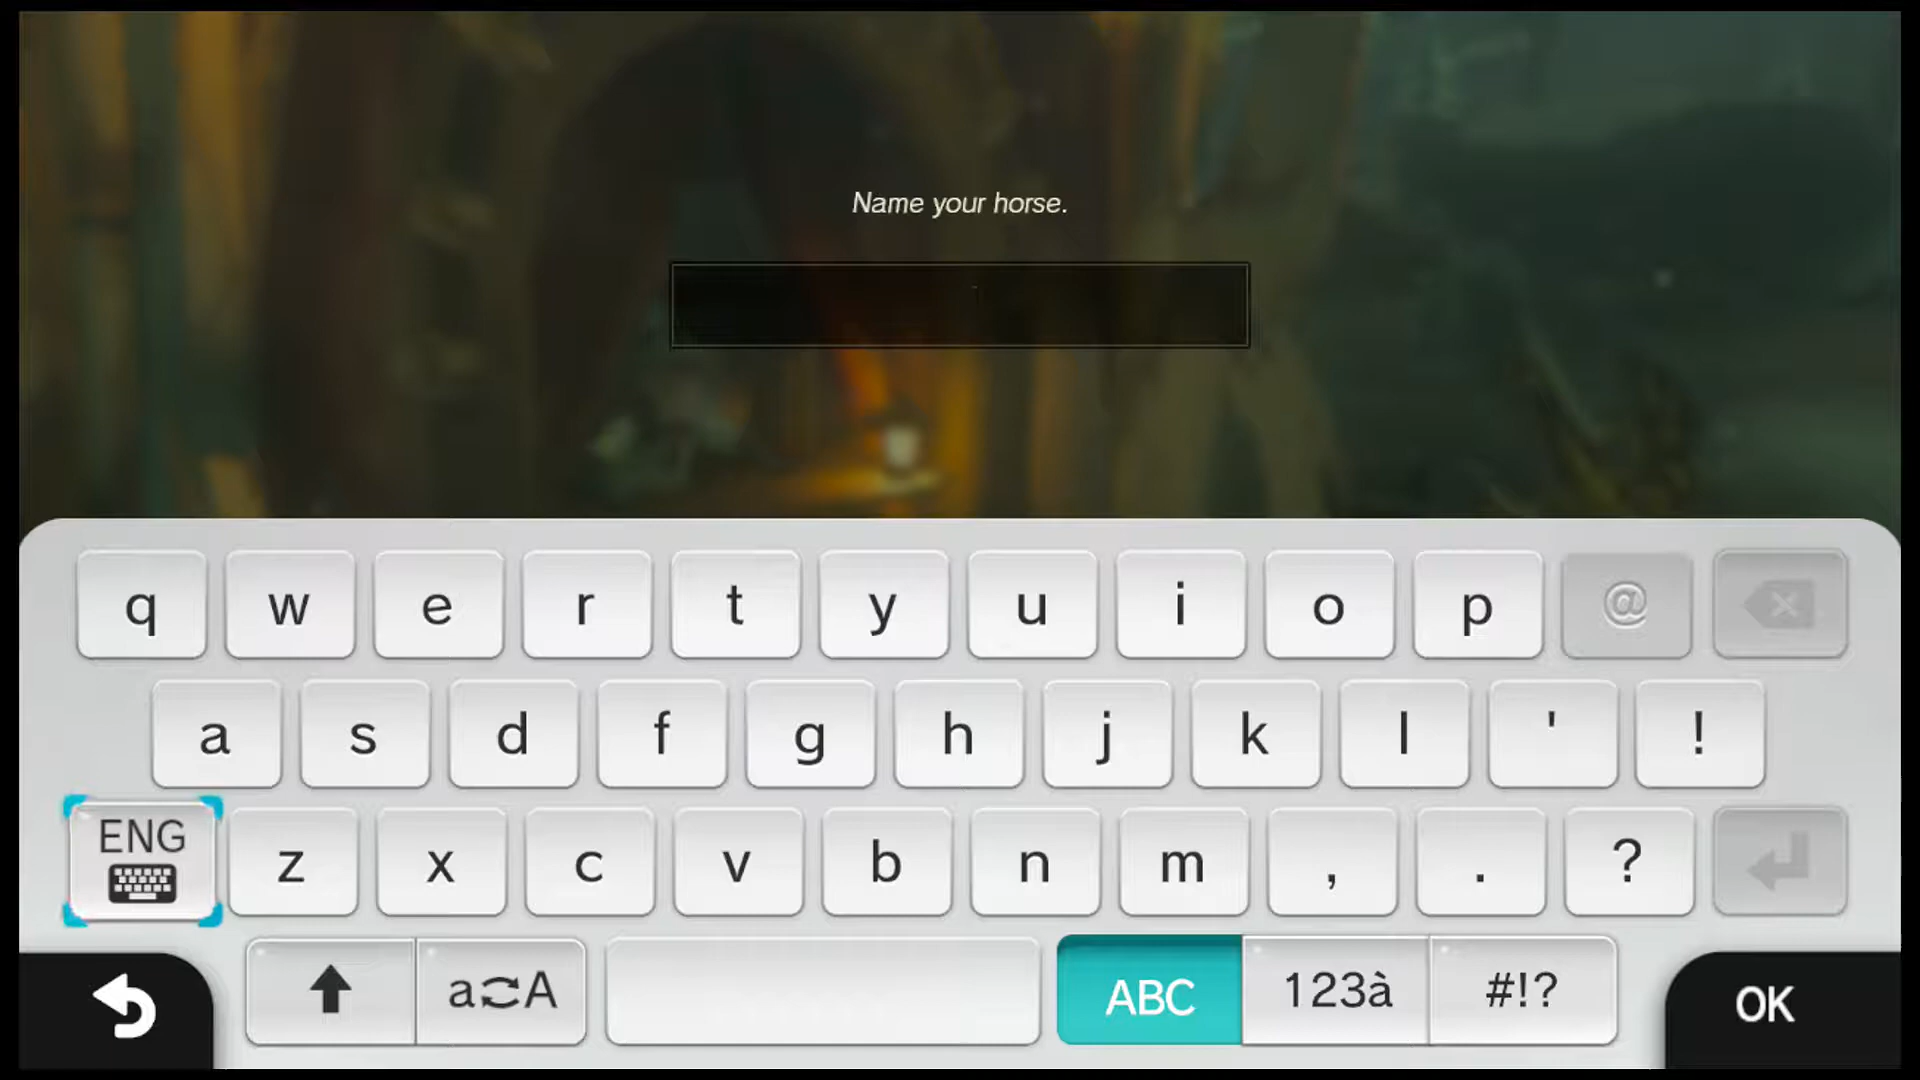 Name your horse.
q w e r t y u i o p @
a s d f g h j k l ' !
ENG z x c v b n m , . ?
a A ABC 123à #!? OK